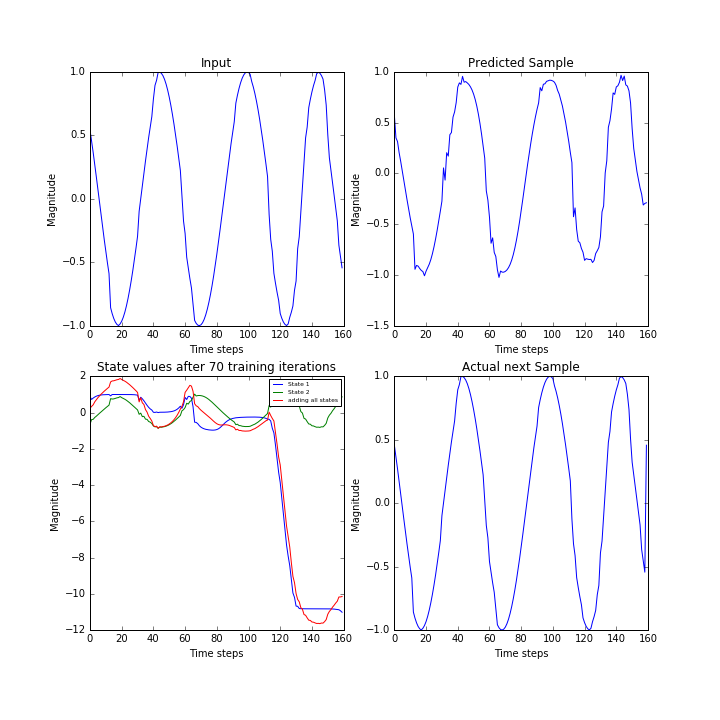 Input
Magnitude
1.0
0.5
0.0
−0.5
−1.0
0 20 40 60 80 100 120 140 160
Time steps
Predicted Sample
Magnitude
1.0
0.5
0.0
−0.5
−1.0
−1.5
0 20 40 60 80 100 120 140 160
Time steps
State values after 70 training iterations
Magnitude
2
0
−2
−4
−6
−8
−10
−12
State 1
State 2
adding all states
0 20 40 60 80 100 120 140 160
Time steps
Actual next Sample
Magnitude
1.0
0.5
0.0
−0.5
−1.0
0 20 40 60 80 100 120 140 160
Time steps